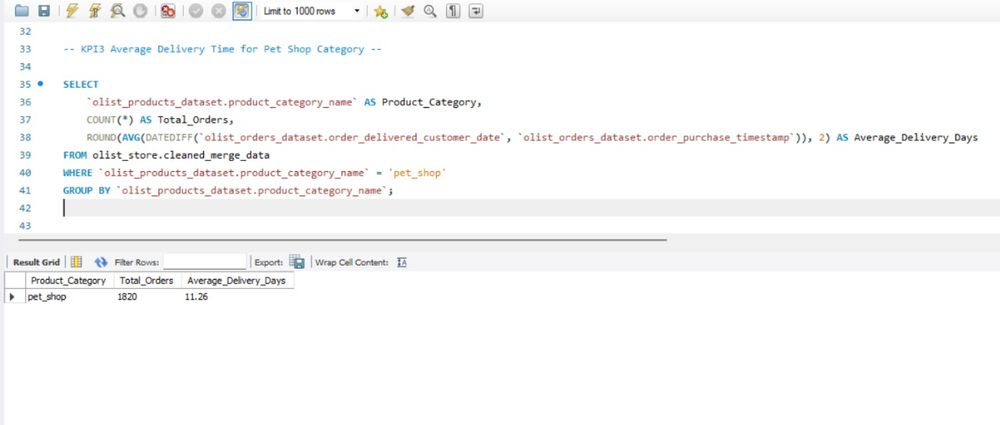 Limit to 1000 rows
32
33 -- KPI3 Average Delivery Time for Pet Shop Category --
34
35 SELECT
36 `olist_products_dataset.product_category_name` AS Product_Category,
37 COUNT(*) AS Total_Orders,
38 ROUND(AVG(DATEDIFF(`olist_orders_dataset.order_delivered_customer_date`, `olist_orders_dataset.order_purchase_timestamp`)), 2) AS Average_Delivery_Days
39 FROM olist_store.cleaned_merge_data
40 WHERE `olist_products_dataset.product_category_name` = 'pet_shop'
41 GROUP BY `olist_products_dataset.product_category_name`;
42
43
Result Grid Filter Rows: Export: Wrap Cell Content:
Product_Category Total_Orders Average_Delivery_Days
pet_shop 1820 11.26